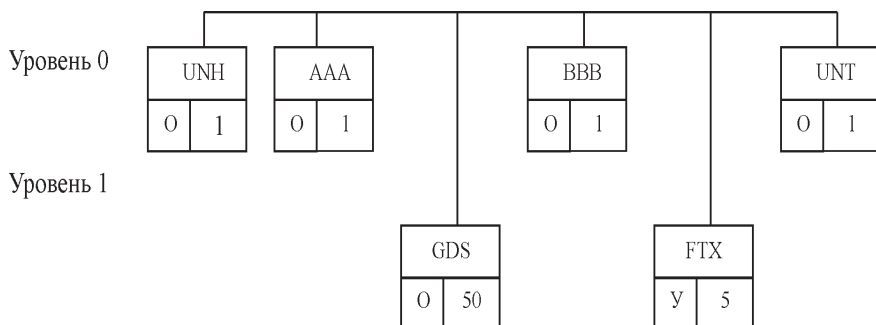 Уровень 0
UNH AAA BBB UNT
О 1 О 1 О 1 О 1
Уровень 1
GDS FTX
О 50 У 5